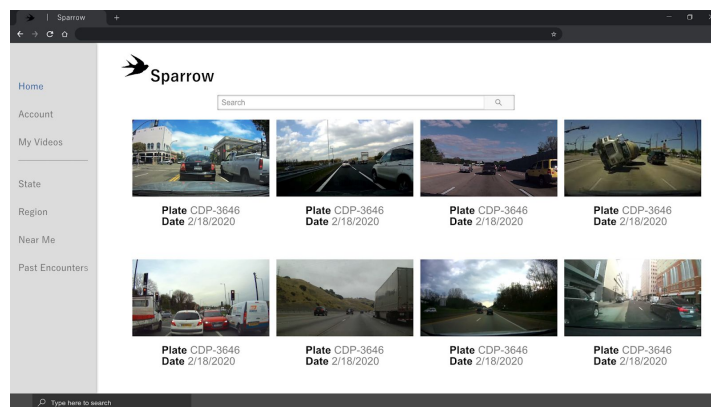 | Sparrow
Sparrow
Search
Home
Account
My Videos
State
Region
Near Me
Past Encounters
Plate CDP-3646
Date 2/18/2020
Plate CDP-3646
Date 2/18/2020
Plate CDP-3646
Date 2/18/2020
Plate CDP-3646
Date 2/18/2020
Plate CDP-3646
Date 2/18/2020
Plate CDP-3646
Date 2/18/2020
Plate CDP-3646
Date 2/18/2020
Plate CDP-3646
Date 2/18/2020
Type here to search